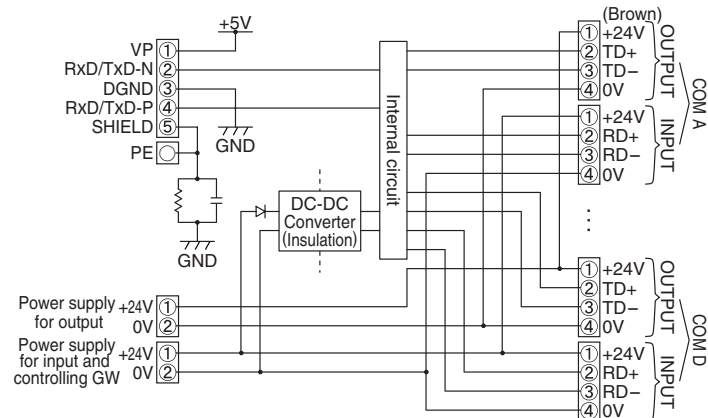 +5V
VP ①
RxD/TxD-N ②
DGND ③
RxD/TxD-P ④
SHIELD ⑤
PE
GND
GND
DC-DC
Converter
(Insulation)
Internal circuit
Power supply
for output
+24V ①
0V ②
Power supply
for input and
controlling GW
+24V ①
0V ②
(Brown)
① +24V
② TD+
③ TD−
④ 0V
OUTPUT
① +24V
② RD+
③ RD−
④ 0V
INPUT
COM A
⋮
① +24V
② TD+
③ TD−
④ 0V
OUTPUT
① +24V
② RD+
③ RD−
④ 0V
INPUT
COM D